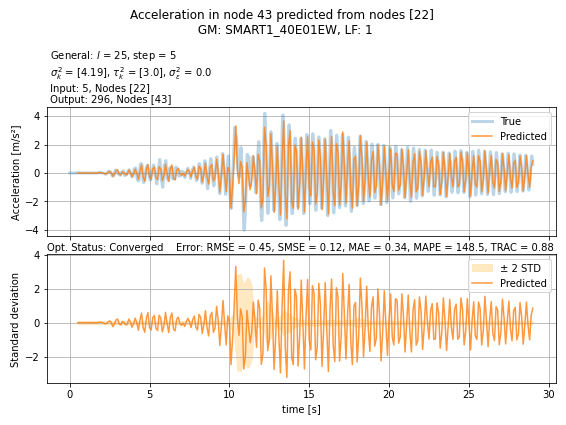 Acceleration in node 43 predicted from nodes [22]
GM: SMART1_40E01EW, LF: 1
General: l = 25, step = 5
σ²ₖ = [4.19], τ²ₖ = [3.0], σ²ε = 0.0
Input: 5, Nodes [22]
Output: 296, Nodes [43]
4
2
0
−2
−4
Acceleration [m/s²]
True
Predicted
Opt. Status: Converged Error: RMSE = 0.45, SMSE = 0.12, MAE = 0.34, MAPE = 148.5, TRAC = 0.88
4
2
0
−2
Standard deviation
± 2 STD
Predicted
0 5 10 15 20 25 30
time [s]